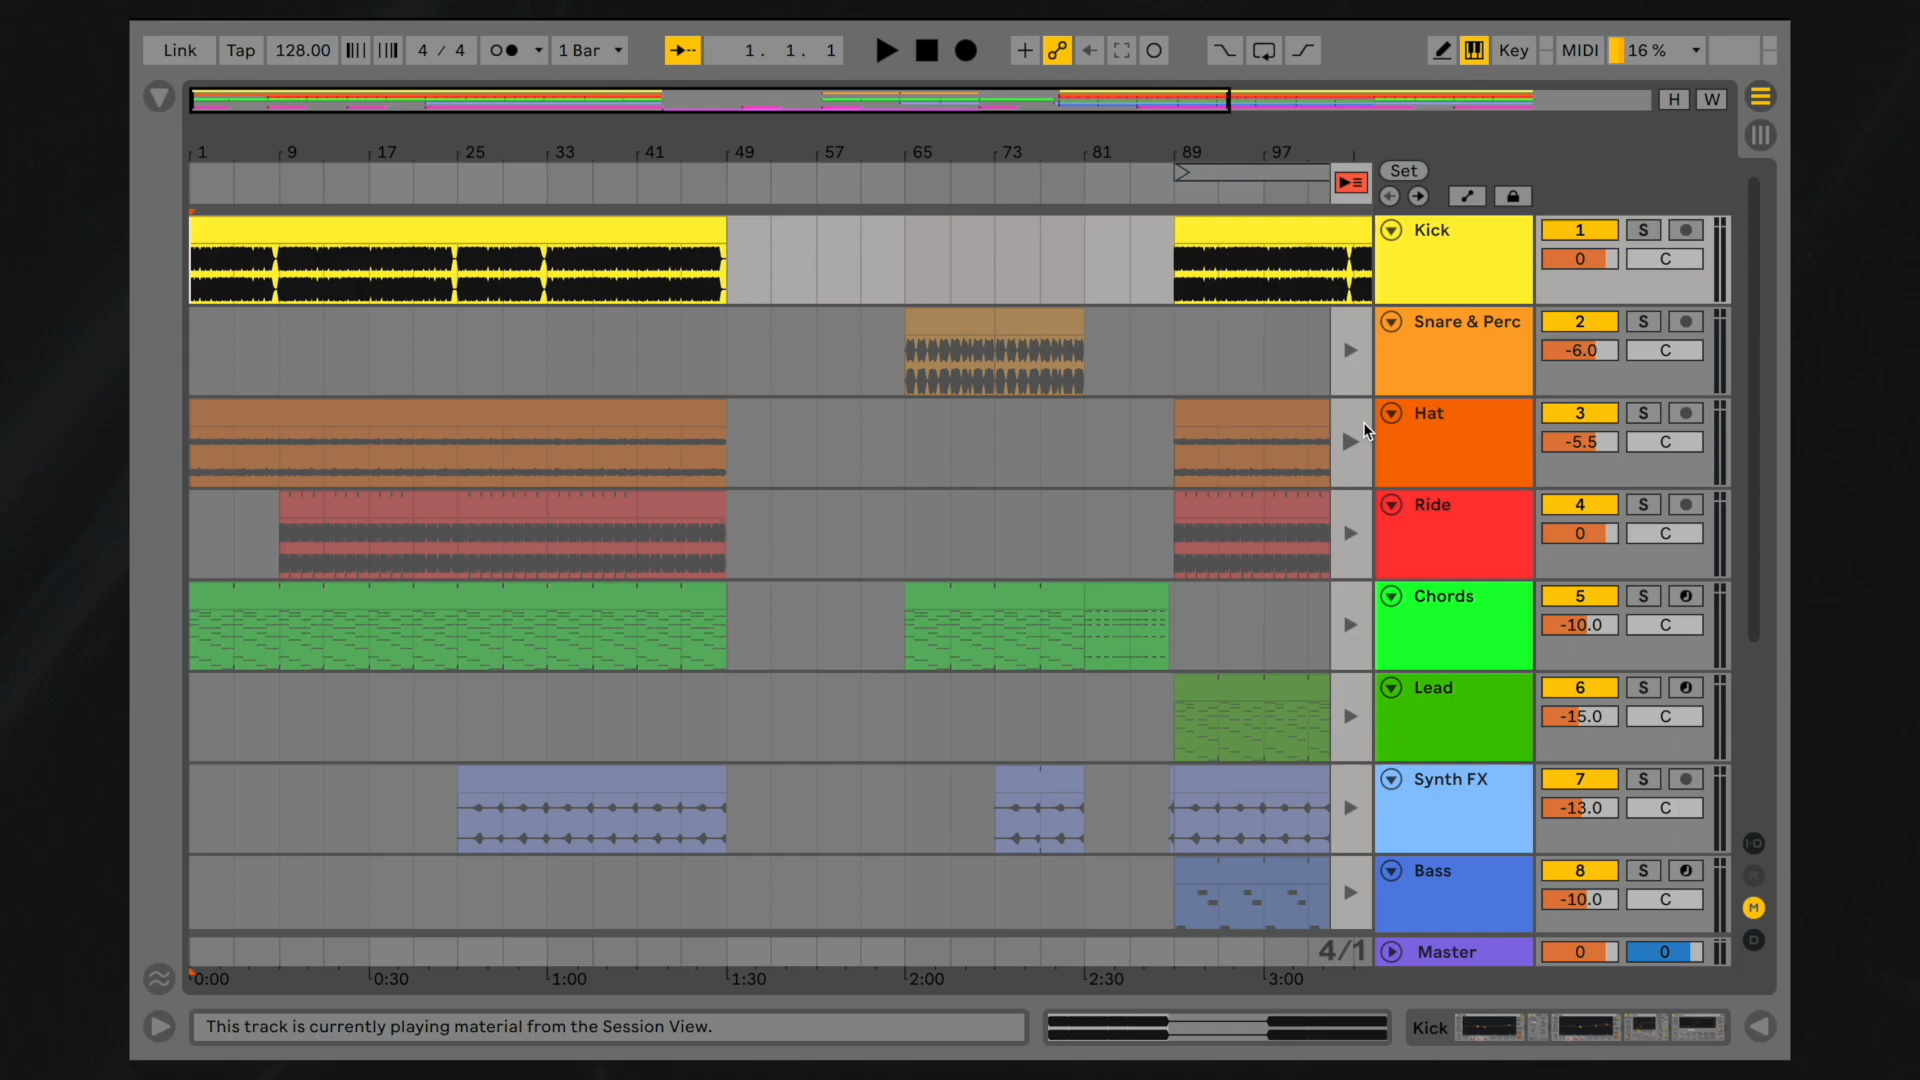 Link Tap 128.00 4 / 4 1 Bar 1. 1. 1 Key MIDI 16 %
H W
1 9 17 25 33 41 49 57 65 73 81 89 97
Set
Kick 1 S
0 C
Snare & Perc 2 S
-6.0 C
Hat 3 S
-5.5 C
Ride 4 S
0 C
Chords 5 S
-10.0 C
Lead 6 S
-15.0 C
Synth FX 7 S
-13.0 C
I·O
Bass 8 S
R
-10.0 C
M
D
4/1 Master 0 0
0:00 0:30 1:00 1:30 2:00 2:30 3:00
This track is currently playing material from the Session View. Kick